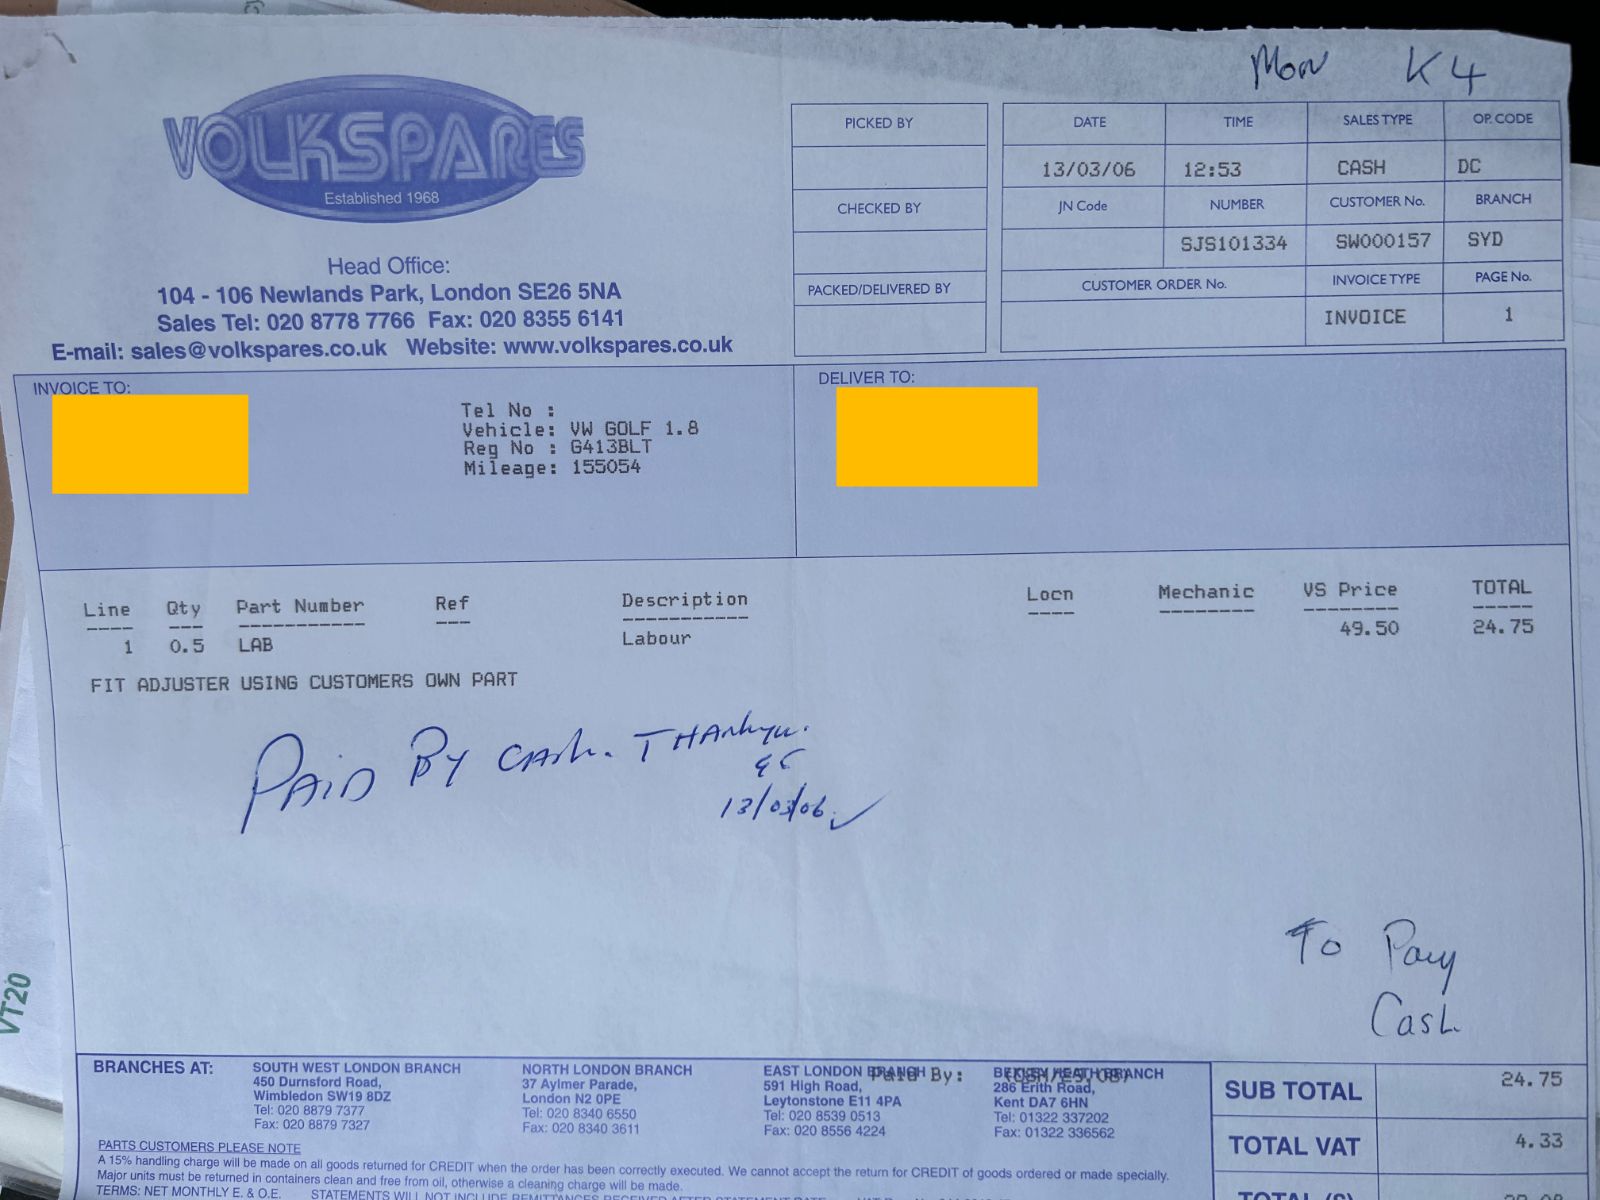 Mon K4
VOLKSPARES
Established 1968
Head Office:
104 - 106 Newlands Park, London SE26 5NA
Sales Tel: 020 8778 7766 Fax: 020 8355 6141
E-mail: sales@volkspares.co.uk Website: www.volkspares.co.uk
PICKED BY
CHECKED BY
PACKED/DELIVERED BY
DATE TIME SALES TYPE OP. CODE
13/03/06 12:53 CASH DC
JN Code NUMBER CUSTOMER No. BRANCH
SJS101334 SW000157 SYD
CUSTOMER ORDER No. INVOICE TYPE PAGE No.
INVOICE 1
INVOICE TO:
Tel No :
Vehicle: VW GOLF 1.8
Reg No : G413BLT
Mileage: 155054
DELIVER TO:
Line Qty Part Number Ref Description Locn Mechanic VS Price TOTAL
1 0.5 LAB Labour 49.50 24.75
FIT ADJUSTER USING CUSTOMERS OWN PART
PAID BY CASH. THANKYU.
13/03/06
To Pay
Cash
VT20
BRANCHES AT:
SOUTH WEST LONDON BRANCH
450 Durnsford Road,
Wimbledon SW19 8DZ
Tel: 020 8879 7377
Fax: 020 8879 7327
NORTH LONDON BRANCH
37 Aylmer Parade,
London N2 0PE
Tel: 020 8340 6550
Fax: 020 8340 3611
EAST LONDON BRANCH
591 High Road,
Leytonstone E11 4PA
Tel: 020 8539 0513
Fax: 020 8556 4224
Paid By:
BEXLEY HEATH BRANCH
286 Erith Road,
Kent DA7 6HN
Tel: 01322 337202
Fax: 01322 336562
SUB TOTAL 24.75
TOTAL VAT 4.33
PARTS CUSTOMERS PLEASE NOTE
A 15% handling charge will be made on all goods returned for CREDIT when the order has been correctly executed. We cannot accept the return for CREDIT of goods ordered or made specially.
Major units must be returned in containers clean and free from oil, otherwise a cleaning charge will be made.
TERMS: NET MONTHLY E. & O.E. STATEMENTS WILL NOT INCLUDE REMITTANCES RECEIVED AFTER STATEMENT DATE
TOTAL (£)